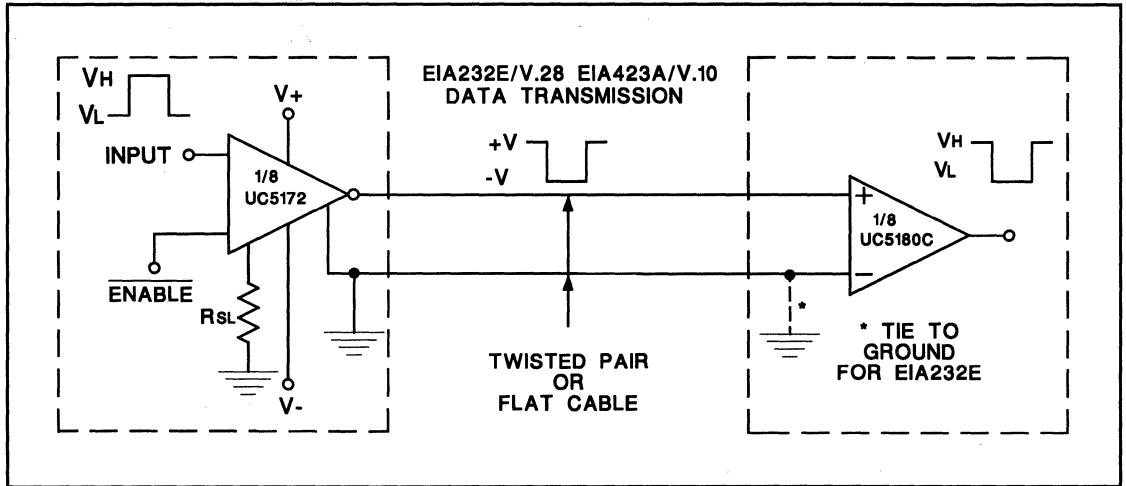 EIA232E/V.28 EIA423A/V.10
DATA TRANSMISSION
VH
VL
V+
INPUT
1/8
UC5172
ENABLE
RSL
V-
+V
-V
TWISTED PAIR
OR
FLAT CABLE
VH
VL
+
1/8
UC5180C
−
*
* TIE TO
GROUND
FOR EIA232E